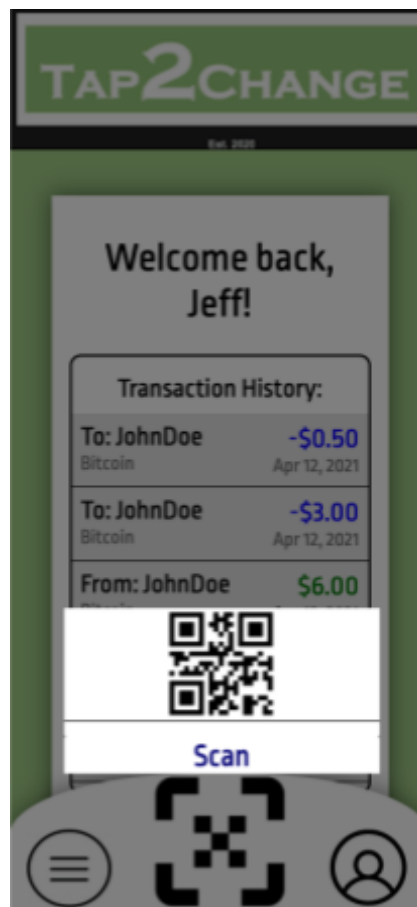 TAP2CHANGE
Est. 2020
Welcome back,
Jeff!
Transaction History:
To: JohnDoe -$0.50
Bitcoin Apr 12, 2021
To: JohnDoe -$3.00
Bitcoin Apr 12, 2021
From: JohnDoe $6.00
Scan